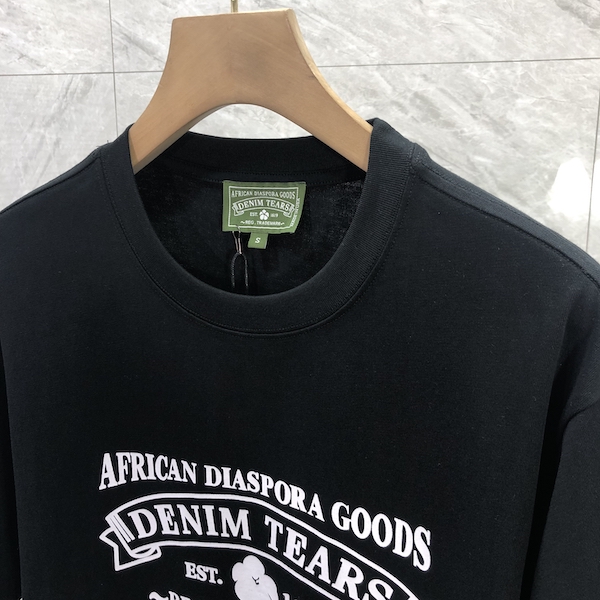 AFRICAN DIASPORA GOODS
DENIM TEARS
EST. 1619
~REG. TRADEMARK~
S
AFRICAN DIASPORA GOODS
DENIM TEARS
EST.